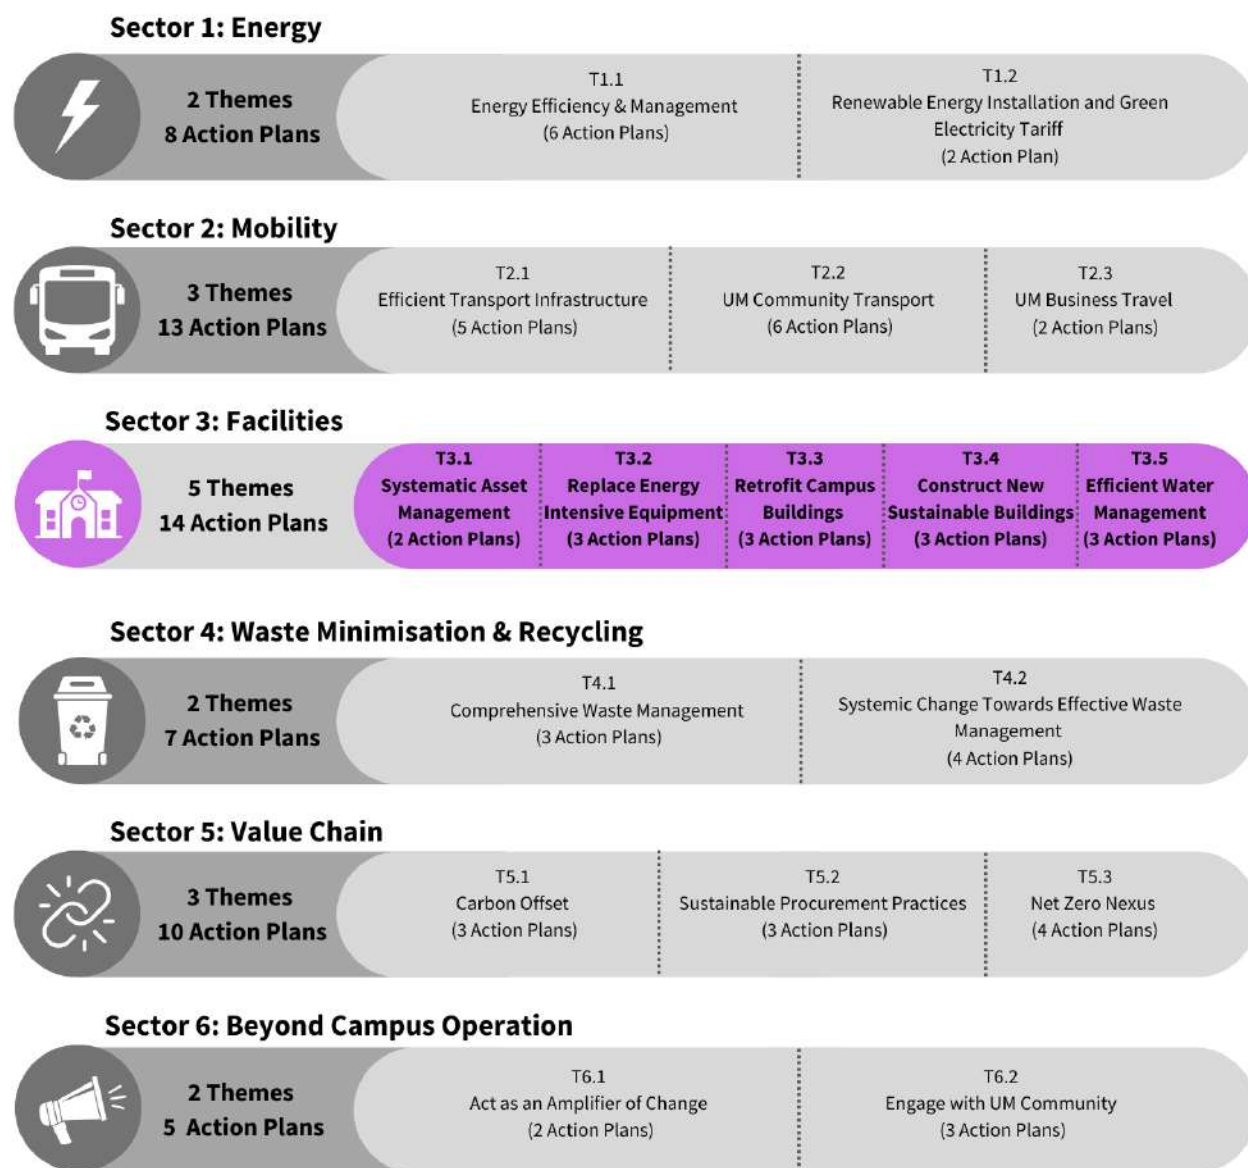 Sector 1: Energy
2 Themes
8 Action Plans
T1.1
Energy Efficiency & Management
(6 Action Plans)
T1.2
Renewable Energy Installation and Green
Electricity Tariff
(2 Action Plan)
Sector 2: Mobility
3 Themes
13 Action Plans
T2.1
Efficient Transport Infrastructure
(5 Action Plans)
T2.2
UM Community Transport
(6 Action Plans)
T2.3
UM Business Travel
(2 Action Plans)
Sector 3: Facilities
5 Themes
14 Action Plans
T3.1
Systematic Asset
Management
(2 Action Plans)
T3.2
Replace Energy
Intensive Equipment
(3 Action Plans)
T3.3
Retrofit Campus
Buildings
(3 Action Plans)
T3.4
Construct New
Sustainable Buildings
(3 Action Plans)
T3.5
Efficient Water
Management
(3 Action Plans)
Sector 4: Waste Minimisation & Recycling
2 Themes
7 Action Plans
T4.1
Comprehensive Waste Management
(3 Action Plans)
T4.2
Systemic Change Towards Effective Waste
Management
(4 Action Plans)
Sector 5: Value Chain
3 Themes
10 Action Plans
T5.1
Carbon Offset
(3 Action Plans)
T5.2
Sustainable Procurement Practices
(3 Action Plans)
T5.3
Net Zero Nexus
(4 Action Plans)
Sector 6: Beyond Campus Operation
2 Themes
5 Action Plans
T6.1
Act as an Amplifier of Change
(2 Action Plans)
T6.2
Engage with UM Community
(3 Action Plans)